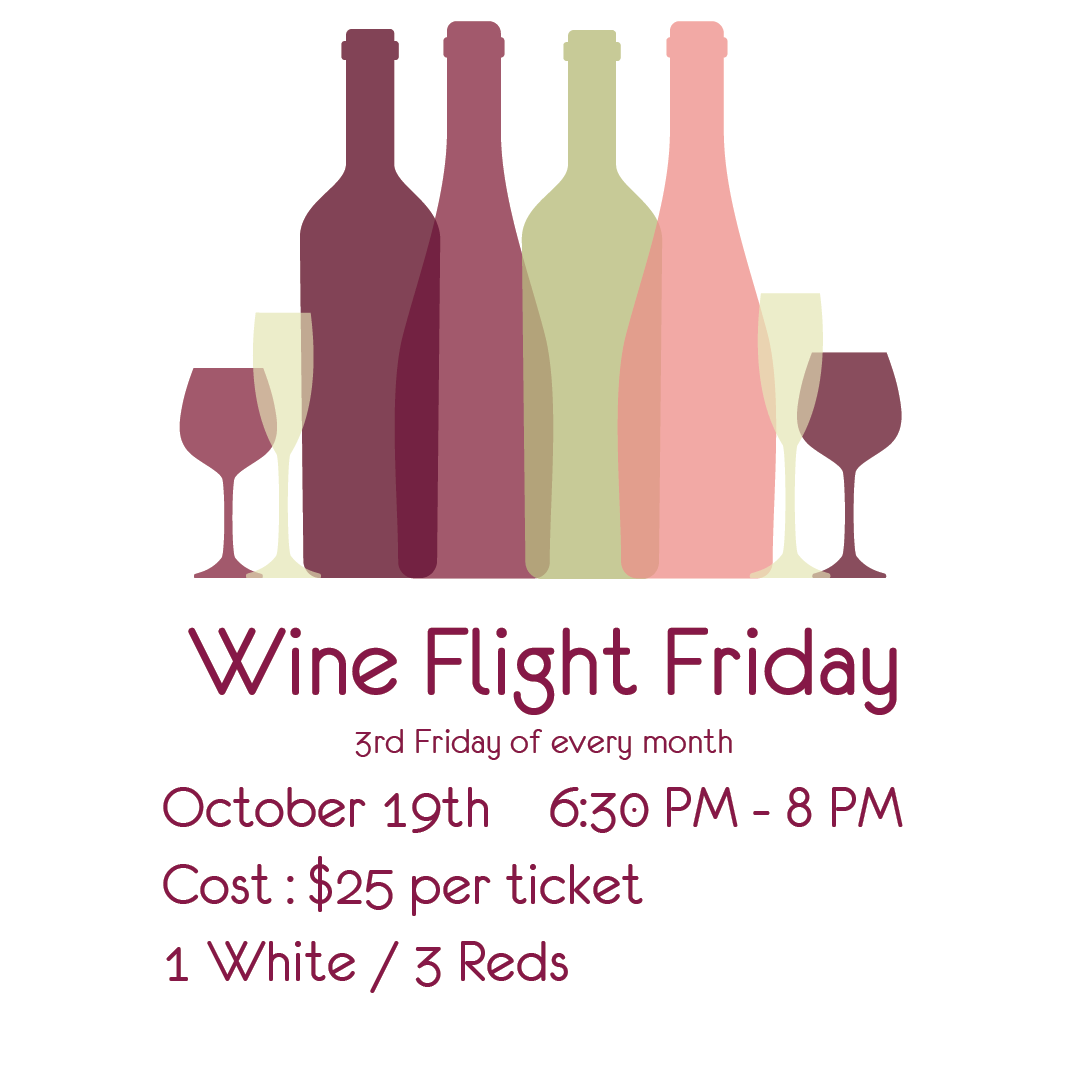 Wine Flight Friday
3rd Friday of every month
October 19th 6:30 PM - 8 PM
Cost : $25 per ticket
1 White / 3 Reds